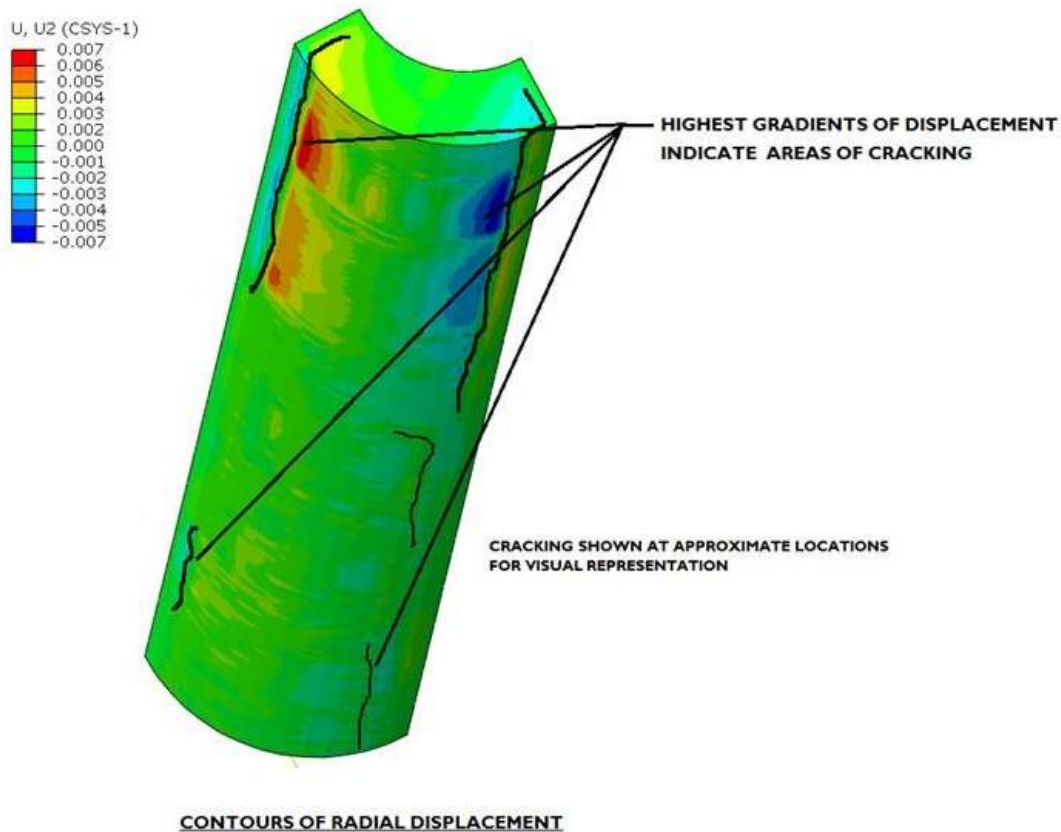 U, U2 (CSYS-1)
0.007
0.006
0.005
0.004
0.003
0.002
0.000
-0.001
-0.002
-0.003
-0.004
-0.005
-0.007
HIGHEST GRADIENTS OF DISPLACEMENT
INDICATE AREAS OF CRACKING
CRACKING SHOWN AT APPROXIMATE LOCATIONS
FOR VISUAL REPRESENTATION
CONTOURS OF RADIAL DISPLACEMENT